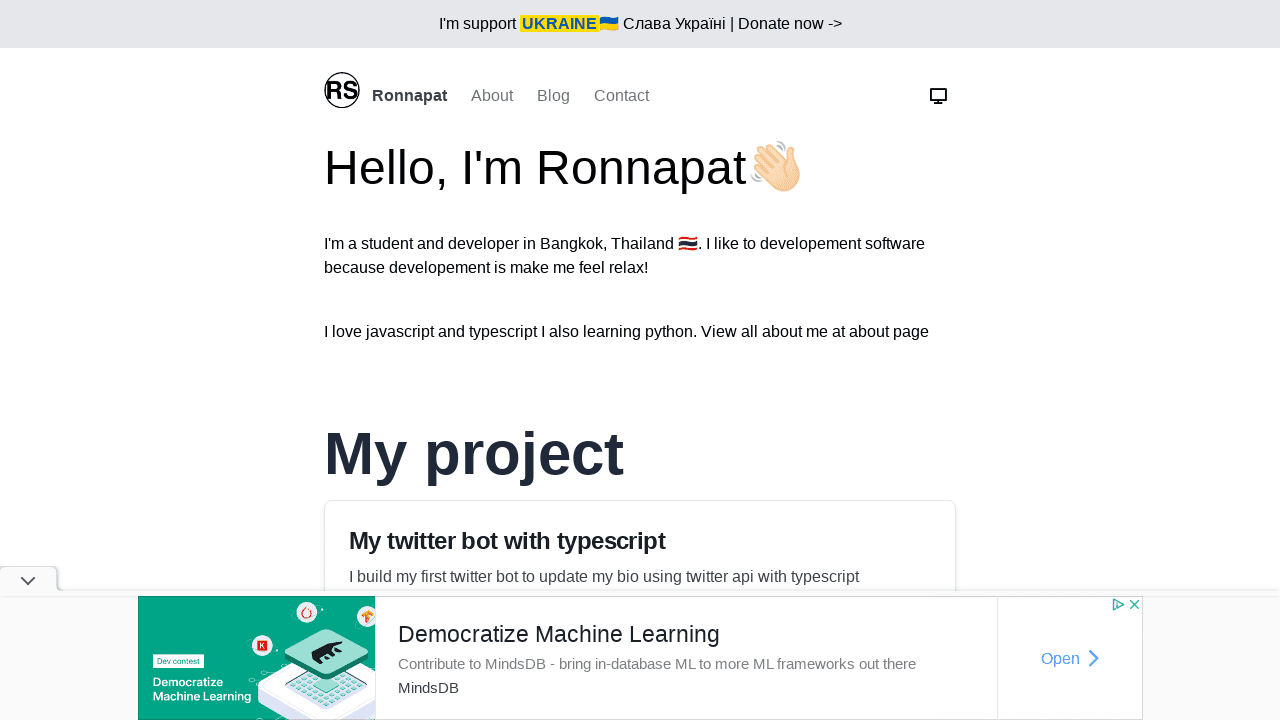 I'm support UKRAINE🇺🇦 Слава Україні | Donate now ->
RS Ronnapat About Blog Contact
Hello, I'm Ronnapat👋🏻
I'm a student and developer in Bangkok, Thailand 🇹🇭. I like to developement software
because developement is make me feel relax!
I love javascript and typescript I also learning python. View all about me at about page
My project
My twitter bot with typescript
I build my first twitter bot to update my bio using twitter api with typescript
Dev contest
Democratize
Machine Learning
Democratize Machine Learning
Contribute to MindsDB - bring in-database ML to more ML frameworks out there
MindsDB
Open